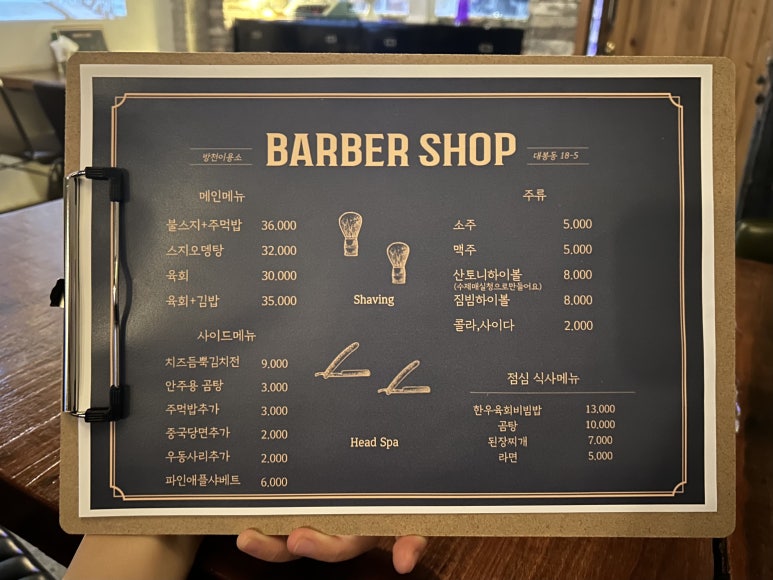 방천이용소
BARBER SHOP
대봉동 18-5
메인메뉴
불스지+주먹밥 36,000
스지오뎅탕 32,000
육회 30,000
육회+김밥 35,000
사이드메뉴
치즈듬뿍김치전 9,000
안주용 곰탕 3,000
주먹밥추가 3,000
중국당면추가 2,000
우동사리추가 2,000
파인애플샤베트 6,000
Shaving
Head Spa
주류
소주 5,000
맥주 5,000
산토니하이볼 8,000
(수제매실청으로만들어요)
짐빔하이볼 8,000
콜라,사이다 2,000
점심 식사메뉴
한우육회비빔밥 13,000
곰탕 10,000
된장찌개 7,000
라면 5,000